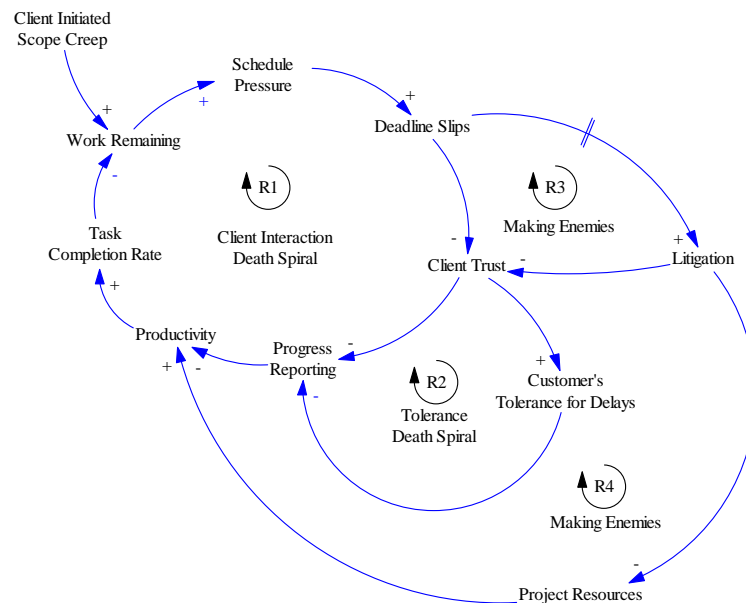 Client Initiated
Scope Creep
Schedule
Pressure
+
+
+
Deadline Slips
Work Remaining
-
R1
R3
Client Interaction
Death Spiral
Making Enemies
Task
Completion Rate
-
+
-
Client Trust
Litigation
+
Productivity
-
Progress
Reporting
+
-
+
Customer's
Tolerance for Delays
R2
-
Tolerance
Death Spiral
R4
Making Enemies
-
Project Resources